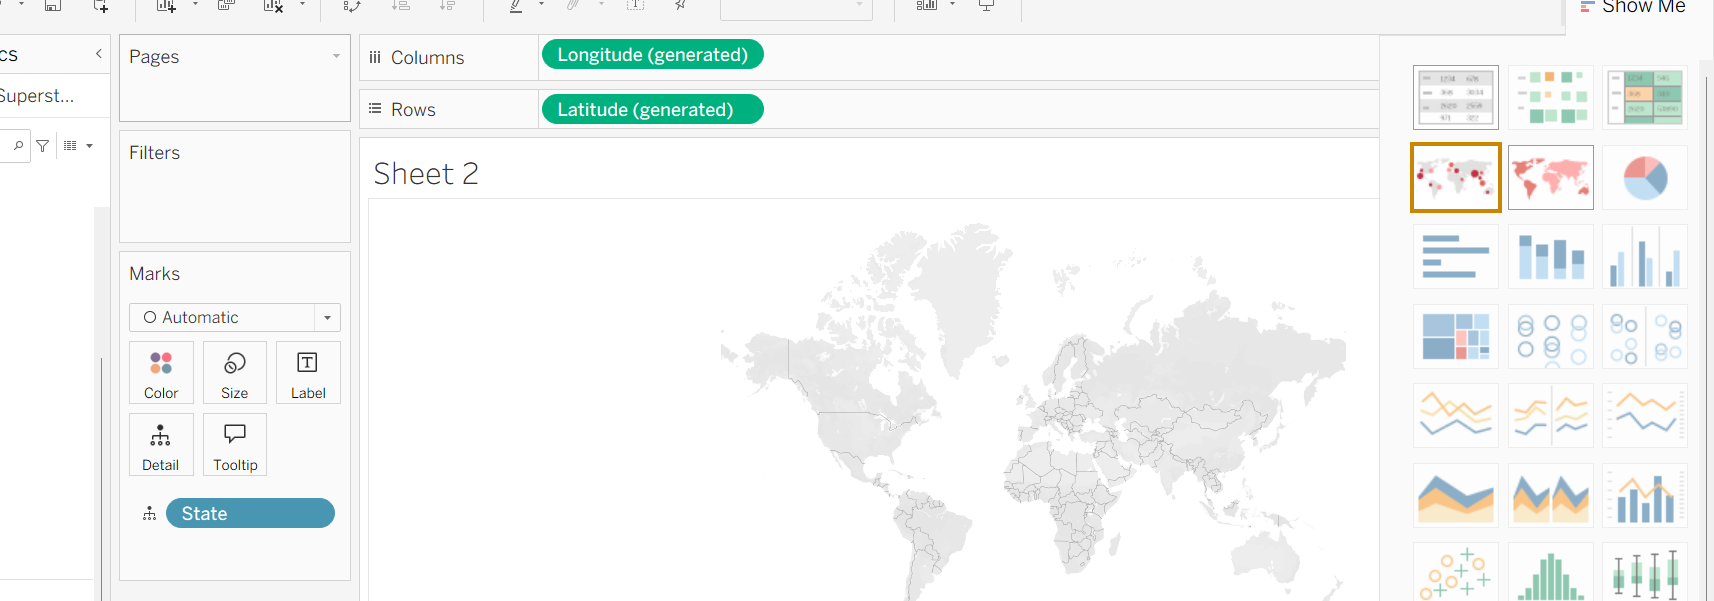 Show Me
cs
Superst...
Pages
Columns
Longitude (generated)
Rows
Latitude (generated)
Filters
Sheet 2
Marks
Automatic
Color
Size
Label
Detail
Tooltip
State